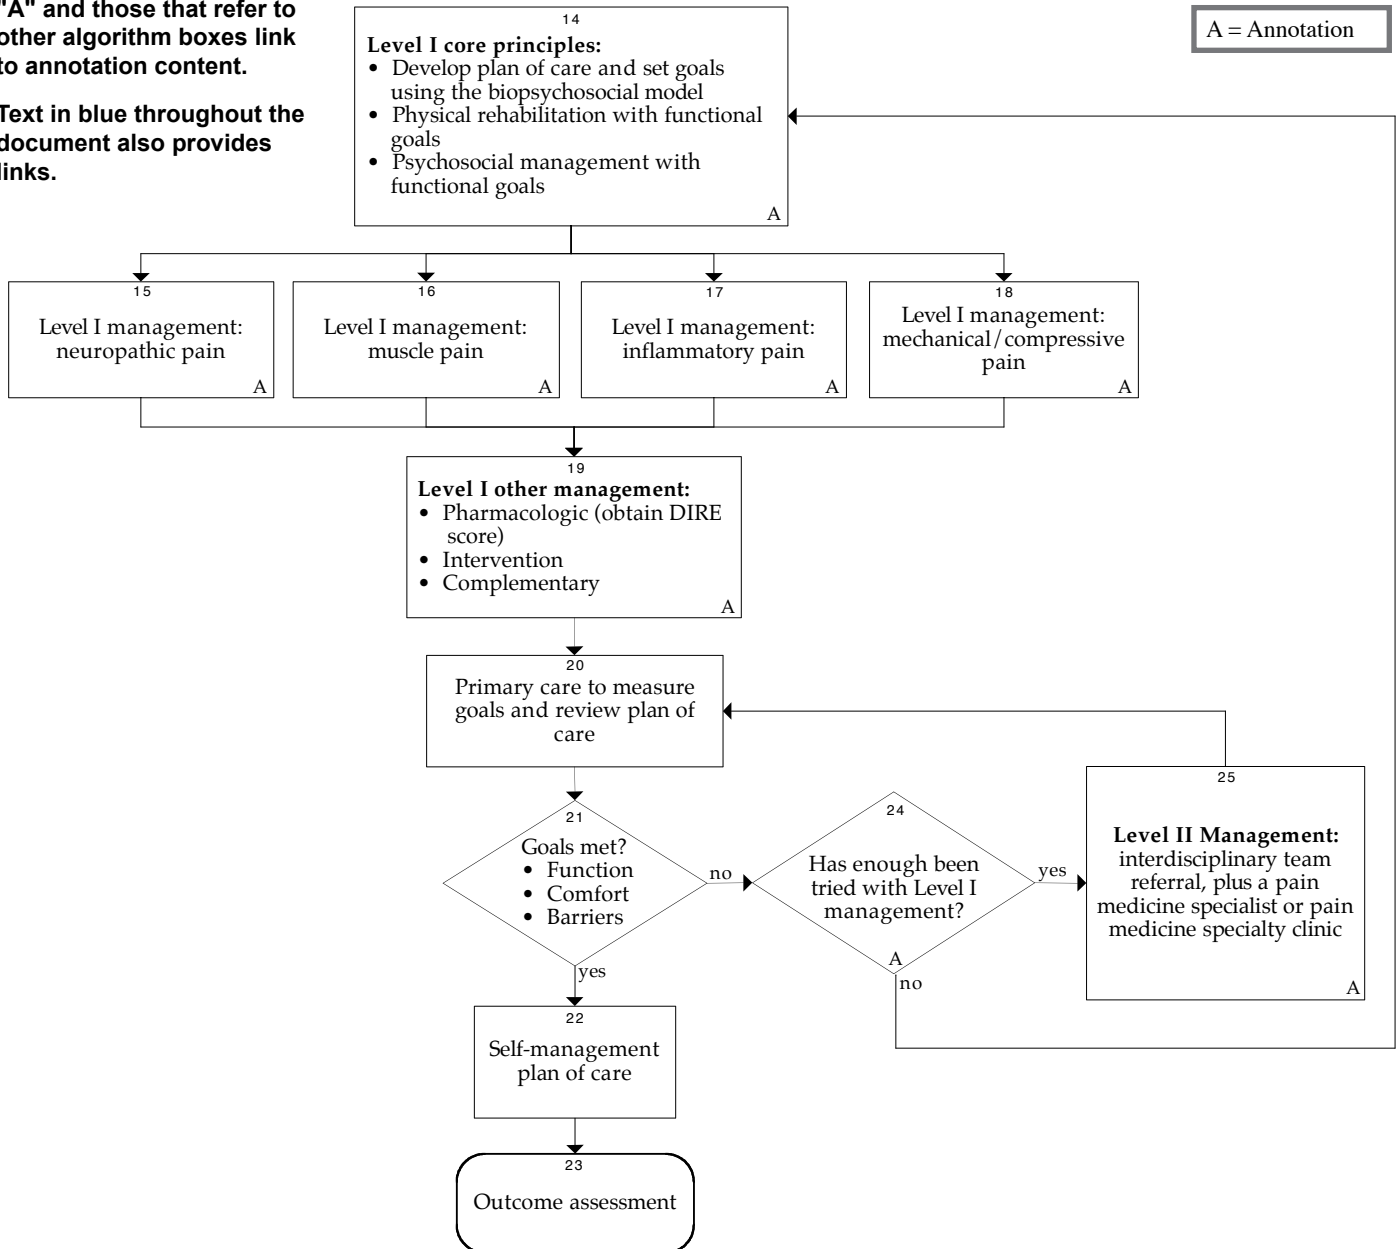 "A" and those that refer to
other algorithm boxes link
to annotation content.
Text in blue throughout the
document also provides
links.
A = Annotation
14
Level I core principles:
• Develop plan of care and set goals
using the biopsychosocial model
• Physical rehabilitation with functional
goals
• Psychosocial management with
functional goals
A
15
Level I management:
neuropathic pain
A
16
Level I management:
muscle pain
A
17
Level I management:
inflammatory pain
A
18
Level I management:
mechanical/compressive
pain
A
19
Level I other management:
• Pharmacologic (obtain DIRE
score)
• Intervention
• Complementary
A
20
Primary care to measure
goals and review plan of
care
21
Goals met?
• Function
• Comfort
• Barriers
no
yes
24
Has enough been
tried with Level I
management?
A
yes
no
25
Level II Management:
interdisciplinary team
referral, plus a pain
medicine specialist or pain
medicine specialty clinic
A
22
Self-management
plan of care
23
Outcome assessment